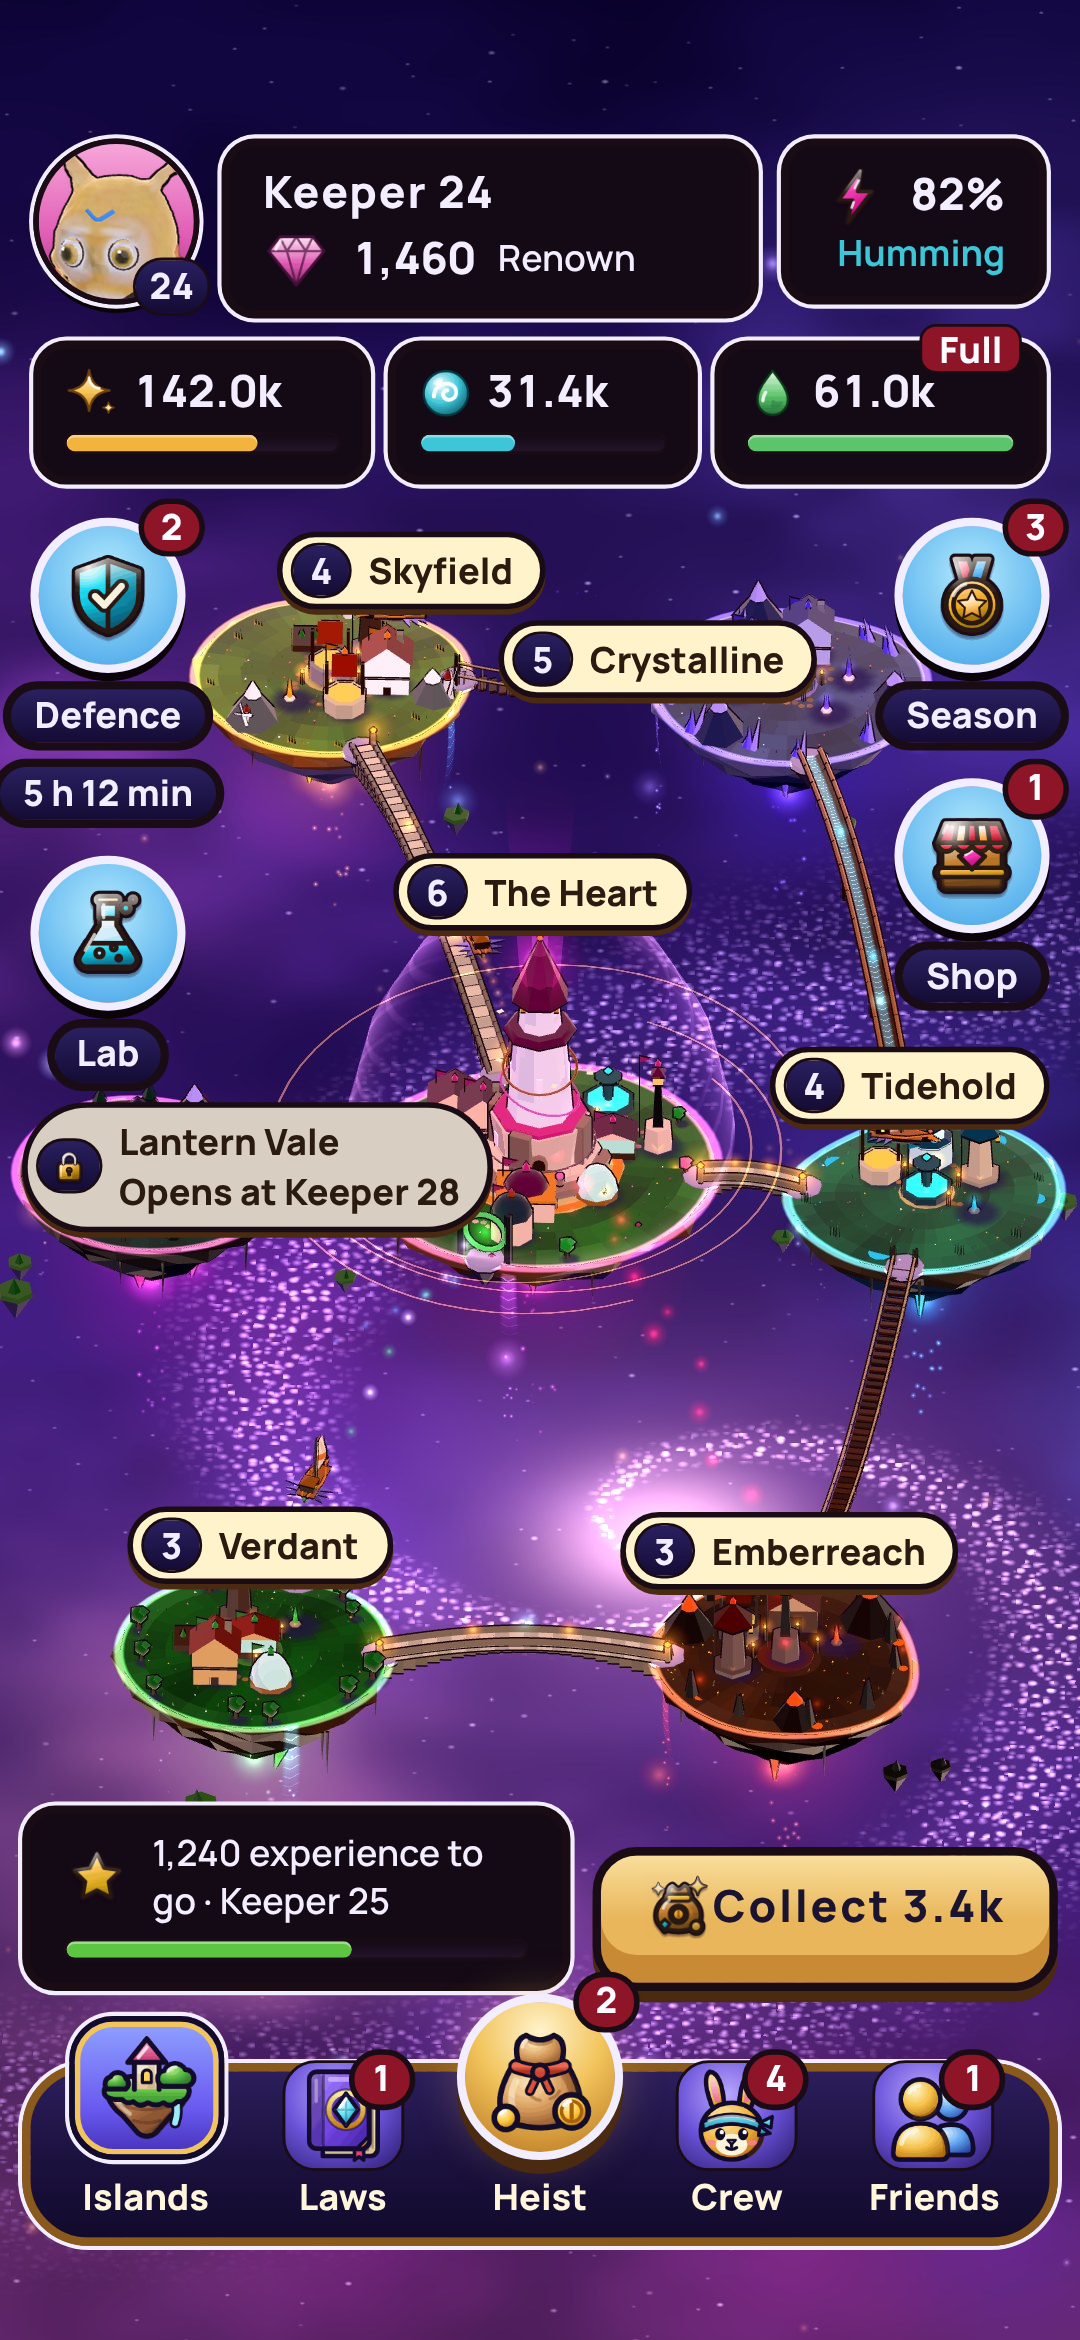 Keeper 24
1,460 Renown
24
82%
Humming
142.0k
31.4k
Full
61.0k
2
Defence
5 h 12 min
Lab
3
Season
1
Shop
4 Skyfield
5 Crystalline
6 The Heart
4 Tidehold
Lantern Vale
Opens at Keeper 28
3 Verdant
3 Emberreach
1,240 experience to
go · Keeper 25
Collect 3.4k
Islands
1
Laws
2
Heist
4
Crew
1
Friends